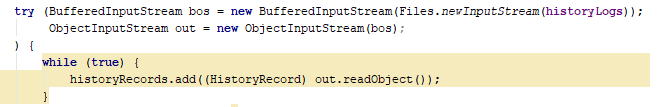 try (BufferedInputStream bos = new BufferedInputStream(Files.newInputStream(historyLogs));
ObjectInputStream out = new ObjectInputStream(bos);
) {
while (true) {
historyRecords.add((HistoryRecord) out.readObject());
}